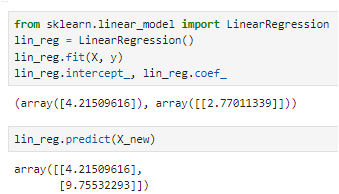 from sklearn.linear_model import LinearRegression
lin_reg = LinearRegression()
lin_reg.fit(X, y)
lin_reg.intercept_, lin_reg.coef_
(array([4.21509616]), array([[2.77011339]]))
lin_reg.predict(X_new)
array([[4.21509616],
       [9.75532293]])